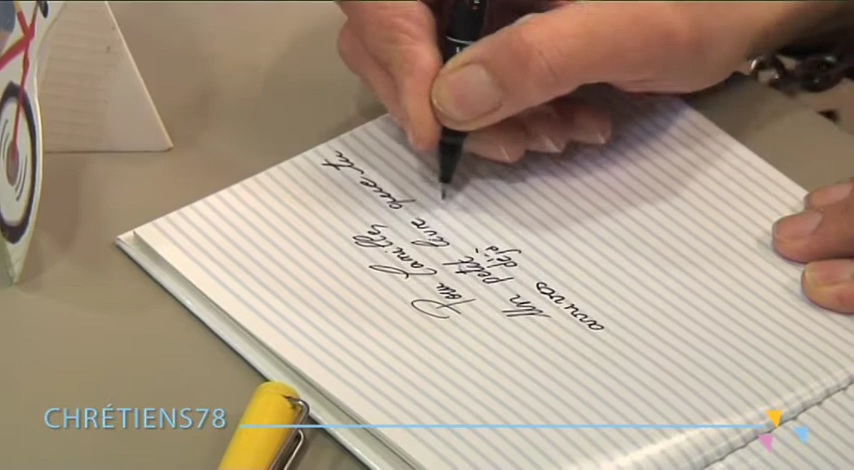 Pour Camille,
Un petit livre que tu
déjà
CHRÉTIENS78